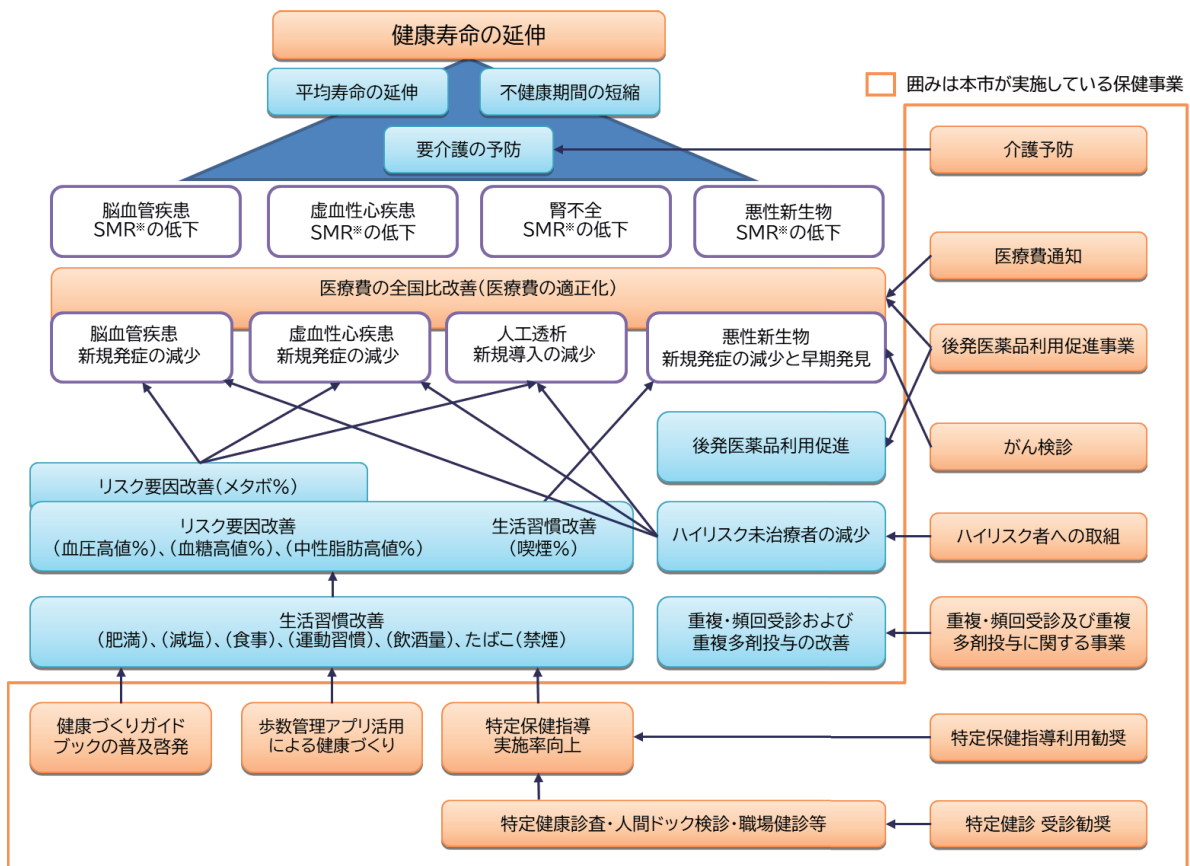 健康寿命の延伸
平均寿命の延伸
不健康期間の短縮
囲みは本市が実施している保健事業
要介護の予防
介護予防
脳血管疾患
SMR※の低下
虚血性心疾患
SMR※の低下
腎不全
SMR※の低下
悪性新生物
SMR※の低下
医療費通知
医療費の全国比改善(医療費の適正化)
脳血管疾患
新規発症の減少
虚血性心疾患
新規発症の減少
人工透析
新規導入の減少
悪性新生物
新規発症の減少と早期発見
後発医薬品利用促進事業
後発医薬品利用促進
がん検診
リスク要因改善(メタボ%)
リスク要因改善
(血圧高値%)、(血糖高値%)、(中性脂肪高値%)
生活習慣改善
(喫煙%)
ハイリスク未治療者の減少
ハイリスク者への取組
生活習慣改善
(肥満)、(減塩)、(食事)、(運動習慣)、(飲酒量)、たばこ(禁煙)
重複・頻回受診および
重複多剤投与の改善
重複・頻回受診及び重複
多剤投与に関する事業
健康づくりガイド
ブックの普及啓発
歩数管理アプリ活用
による健康づくり
特定保健指導
実施率向上
特定保健指導利用勧奨
特定健康診査・人間ドック検診・職場健診等
特定健診 受診勧奨